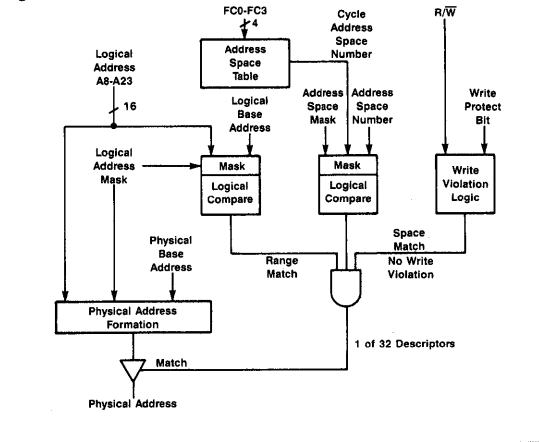 FC0-FC3
4
Cycle
Address
Space
Number
R/W̅
Logical
Address
A8-A23
Address
Space
Table
16
Logical
Base
Address
Address
Space
Mask
Address
Space
Number
Write
Protect
Bit
Logical
Address
Mask
Mask
Logical
Compare
Mask
Logical
Compare
Write
Violation
Logic
Physical
Base
Address
Range
Match
Space
Match
No Write
Violation
Physical Address
Formation
1 of 32 Descriptors
Match
Physical Address